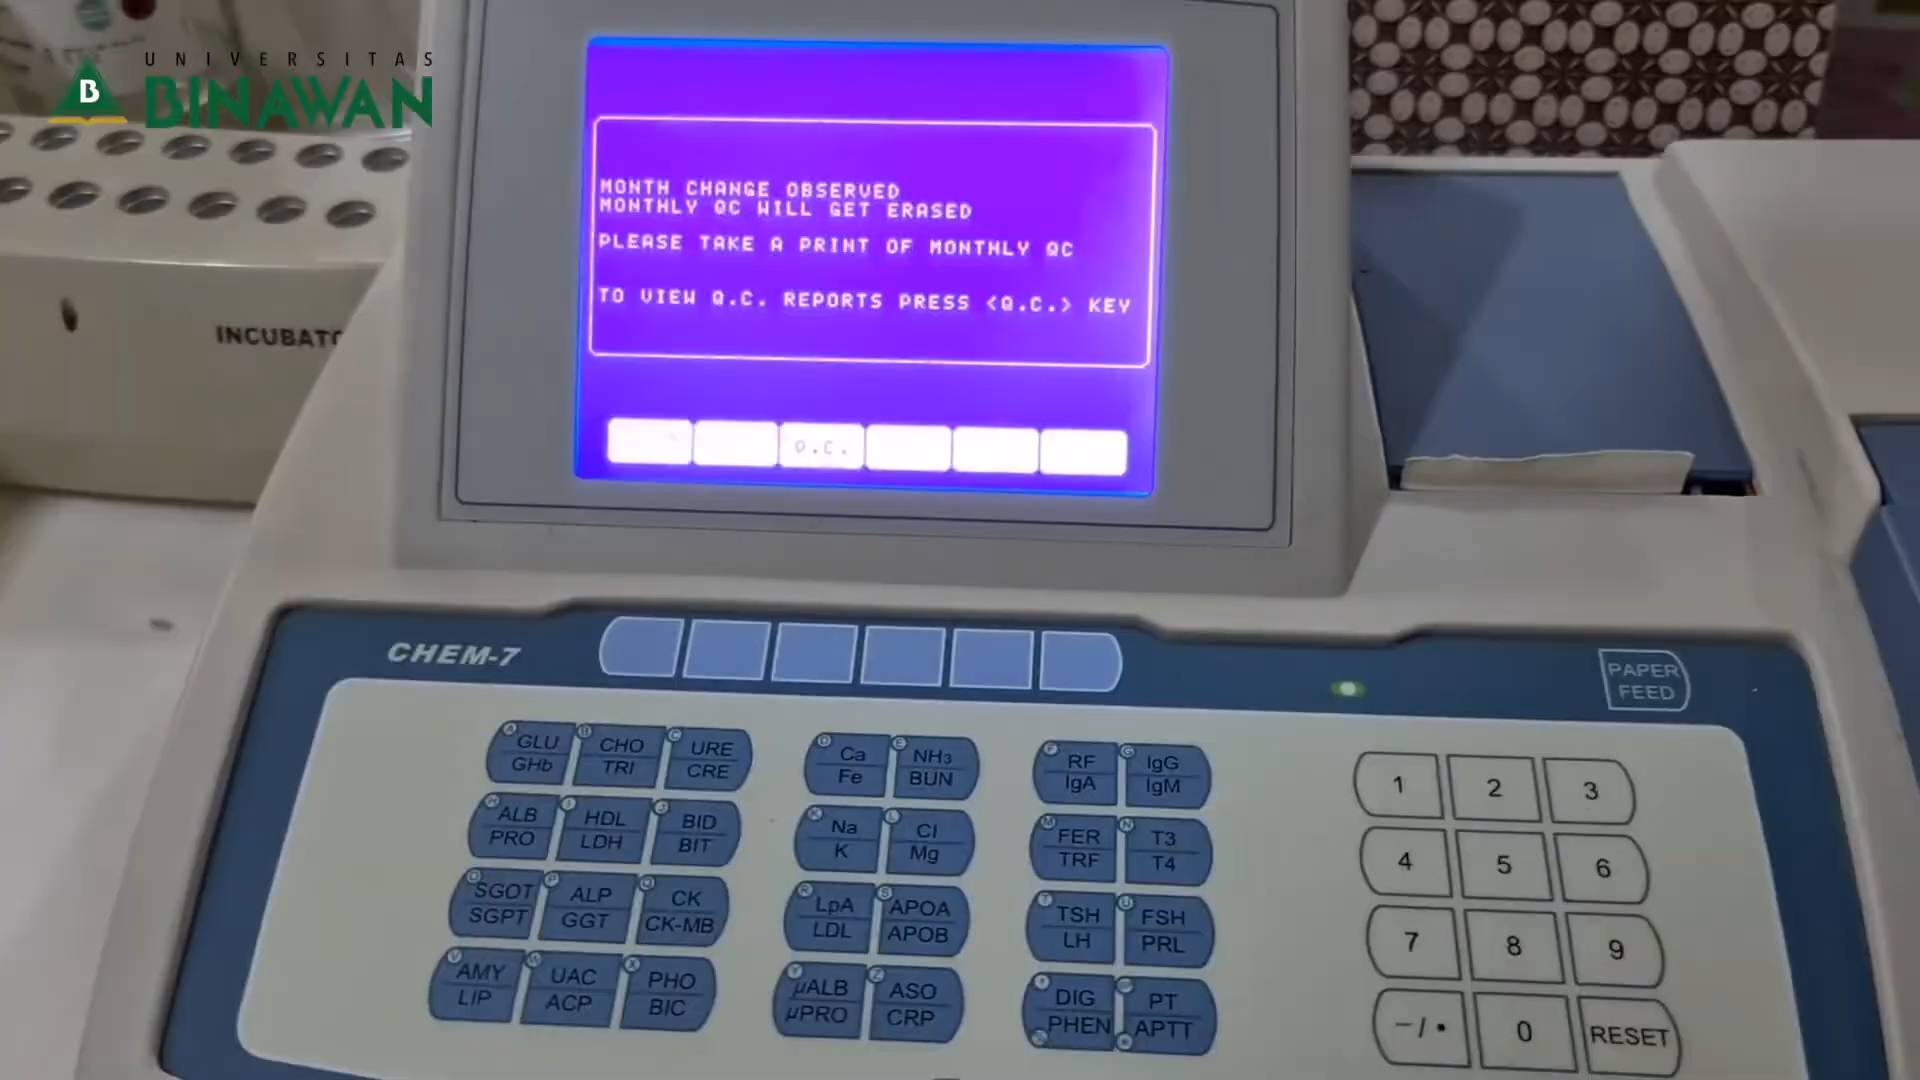 UNIVERSITAS
B BINAWAN
MONTH CHANGE OBSERVED
MONTHLY QC WILL GET ERASED
PLEASE TAKE A PRINT OF MONTHLY QC
TO VIEW Q.C. REPORTS PRESS <Q.C.> KEY
Q.C.
CHEM-7
PAPER
FEED
A GLU
GHb
B CHO
TRI
C URE
CRE
D Ca
Fe
E NH3
BUN
F RF
IgA
G IgG
IgM
1
2
3
H ALB
PRO
I HDL
LDH
J BID
BIT
K Na
K
L Cl
Mg
M FER
TRF
N T3
T4
4
5
6
O SGOT
SGPT
P ALP
GGT
Q CK
CK-MB
R LpA
LDL
S APOA
APOB
T TSH
LH
U FSH
PRL
7
8
9
V AMY
LIP
W UAC
ACP
X PHO
BIC
Y µALB
µPRO
Z ASO
CRP
DIG
PHEN
PT
APTT
− / •
0
RESET